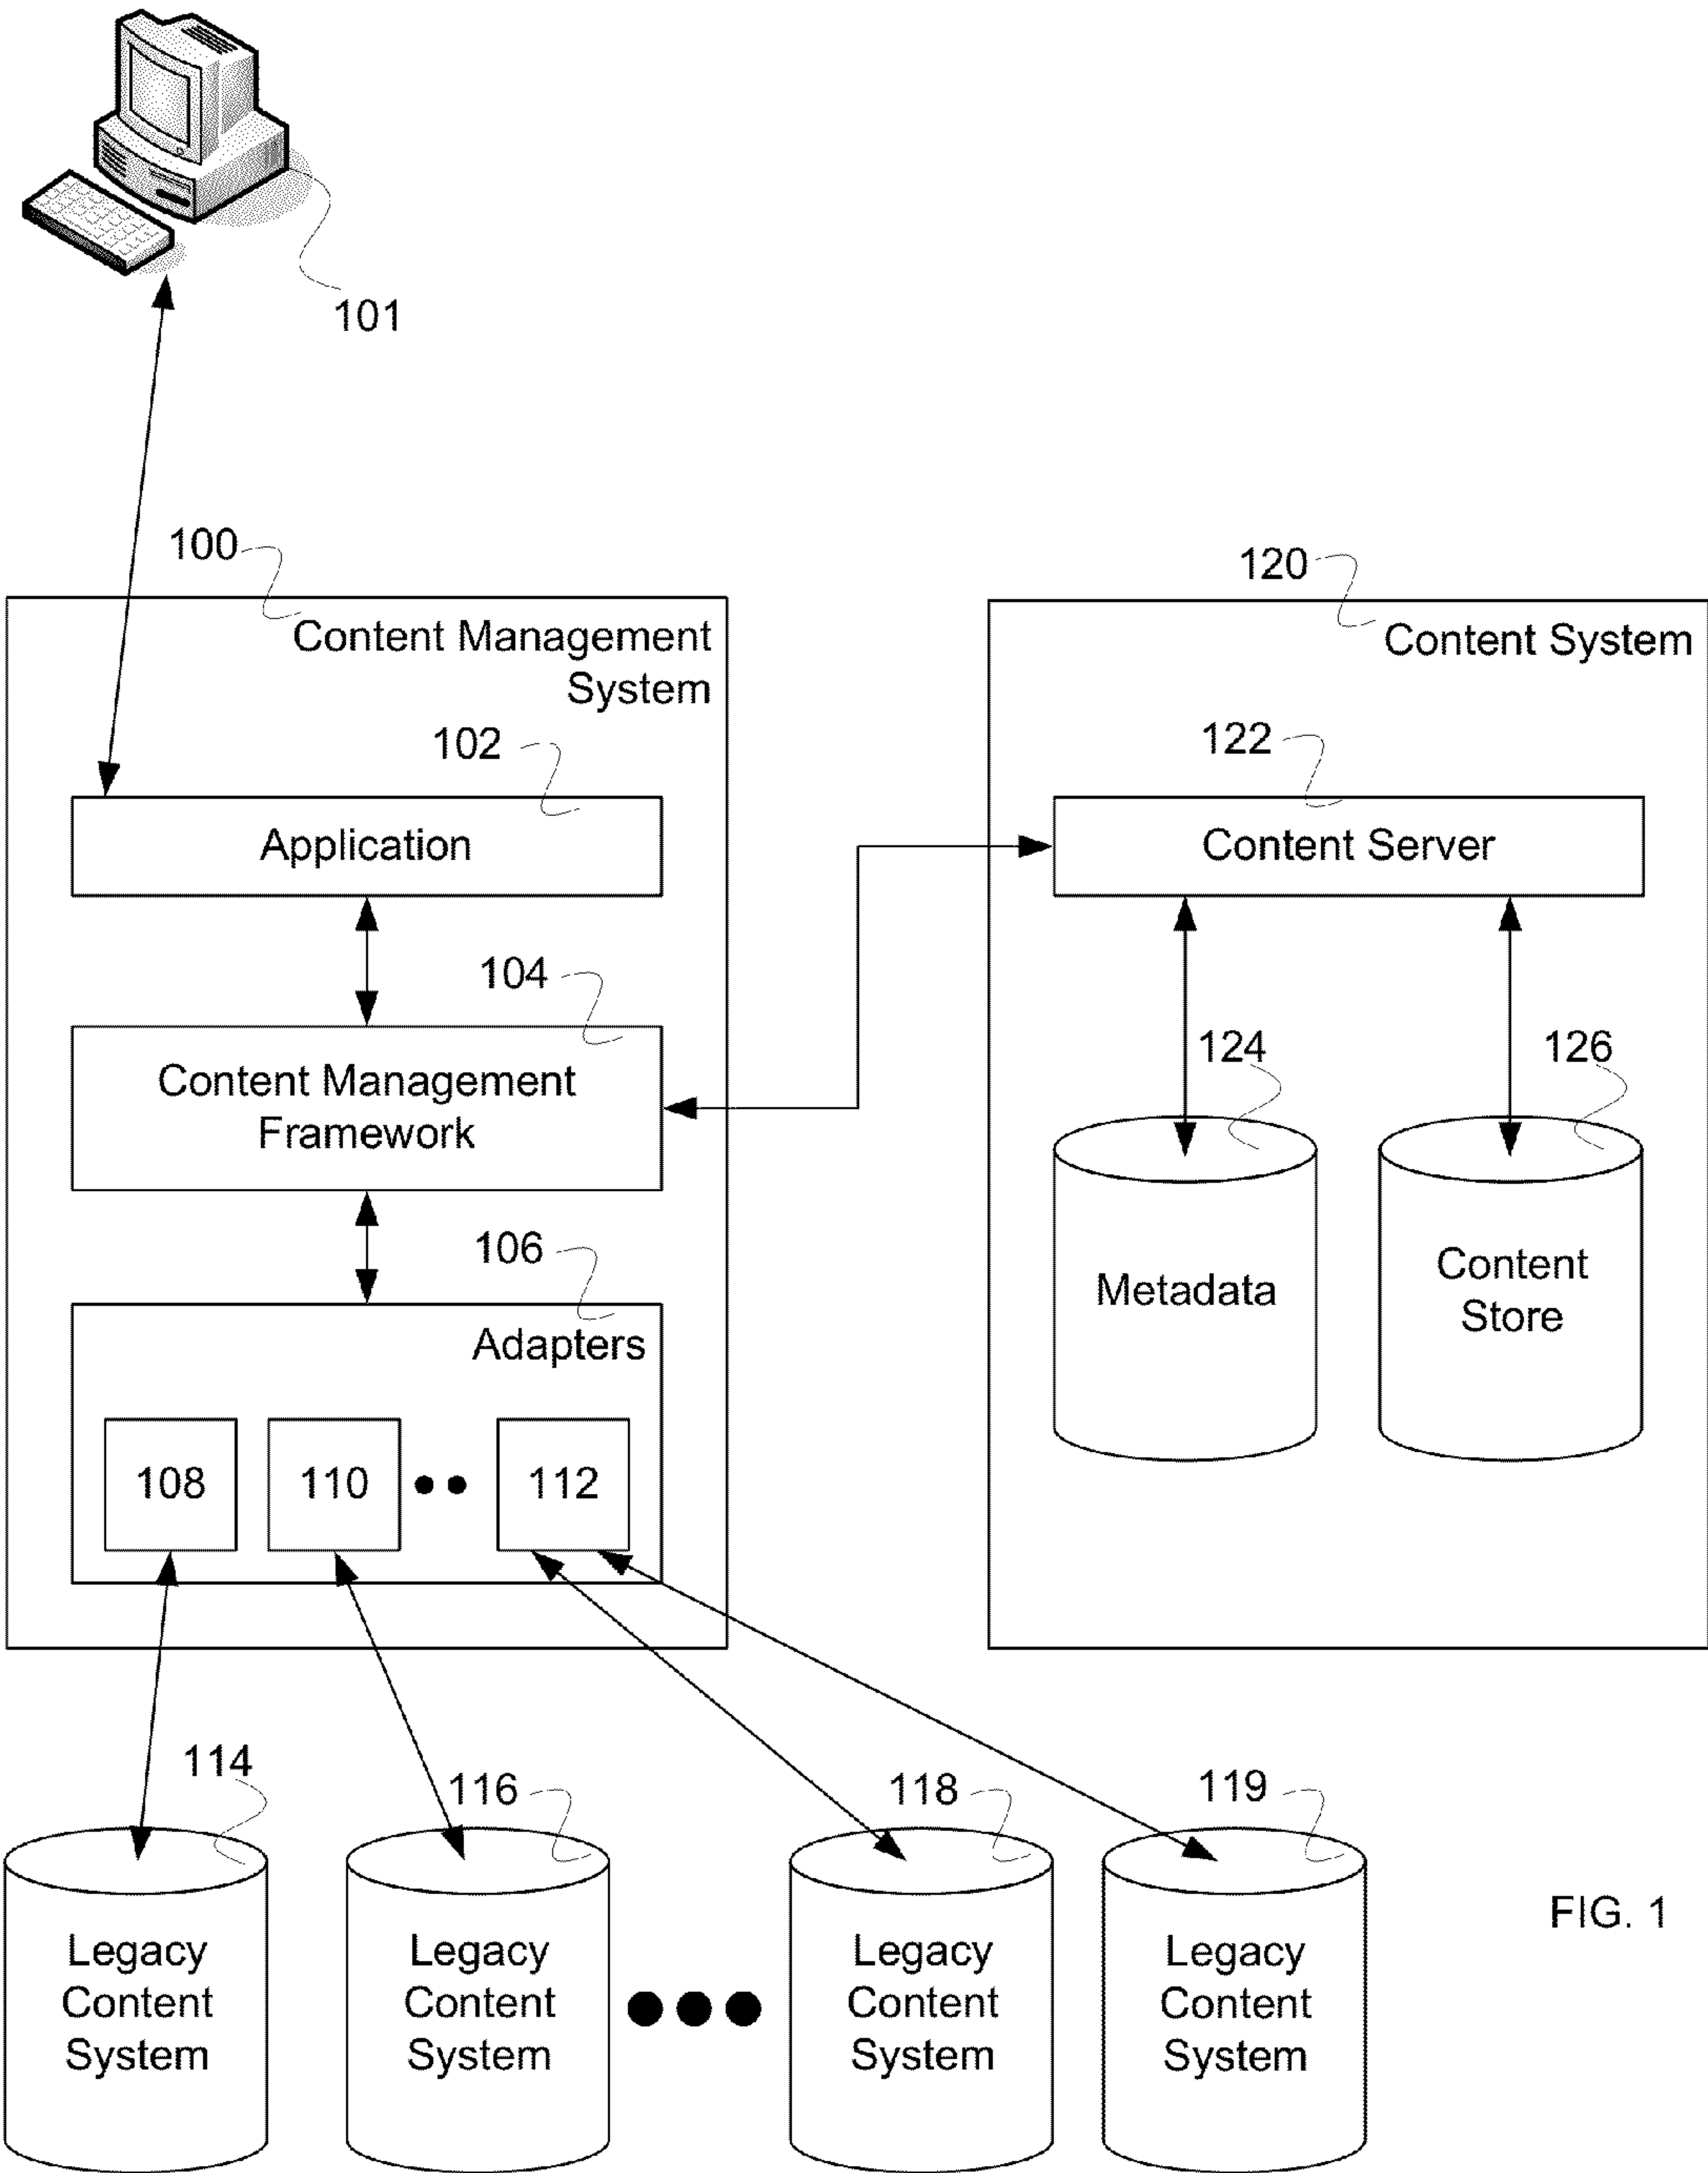 101
100
120
Content Management
System
Content System
102
122
Application
Content Server
104
124
126
Content Management
Framework
106
Metadata
Content
Store
Adapters
108
110
112
114
116
118
119
Legacy
Content
System
Legacy
Content
System
Legacy
Content
System
Legacy
Content
System
FIG. 1